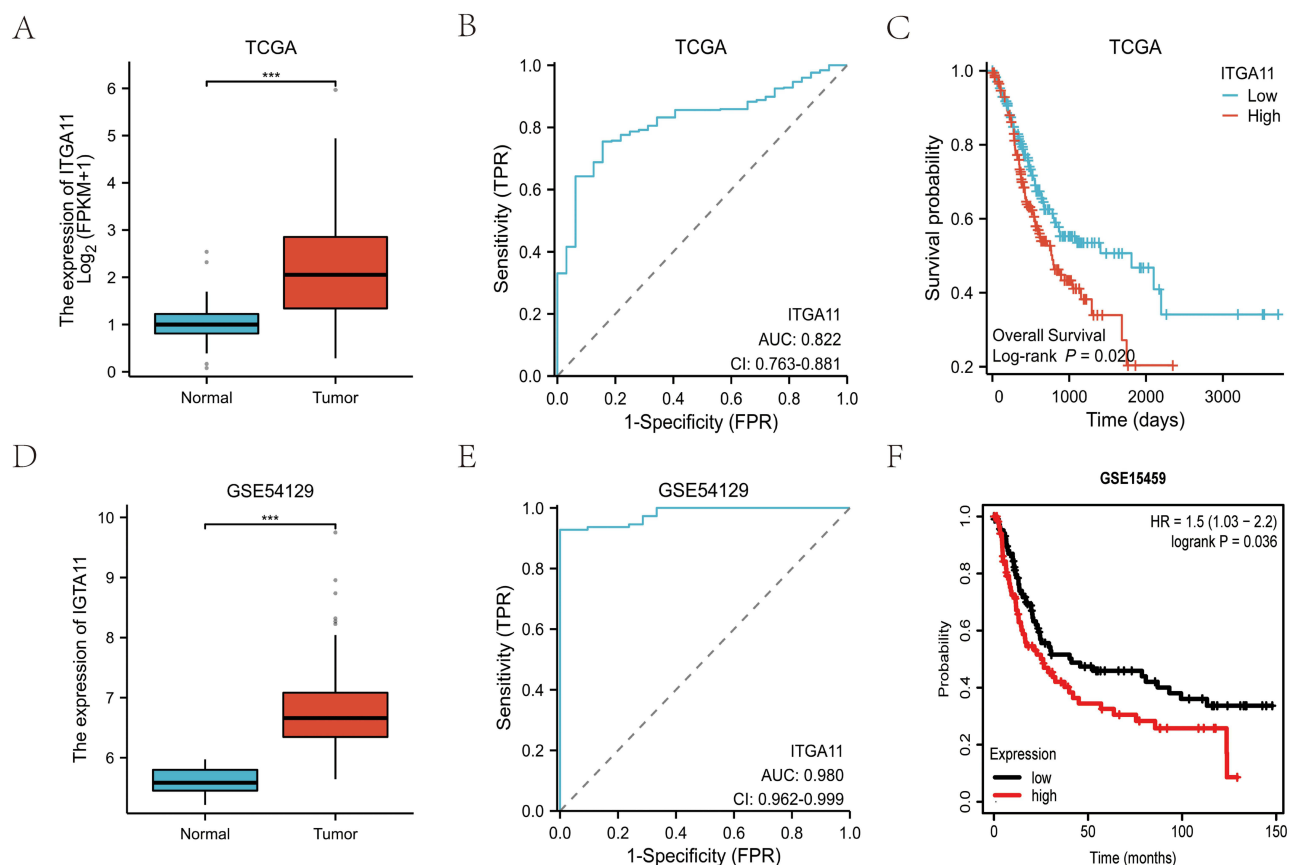 A
TCGA
***
The expression of ITGA11
Log2 (FPKM+1)
6
5
4
3
2
1
0
Normal
Tumor
B
TCGA
Sensitivity (TPR)
1.0
0.8
0.6
0.4
0.2
0.0
ITGA11
AUC: 0.822
CI: 0.763-0.881
0.0 0.2 0.4 0.6 0.8 1.0
1-Specificity (FPR)
C
TCGA
ITGA11
Low
High
Survival probability
1.0
0.8
0.6
0.4
0.2
Overall Survival
Log-rank P = 0.020
0 1000 2000 3000
Time (days)
D
GSE54129
***
The expression of IGTA11
10
9
8
7
6
Normal
Tumor
E
GSE54129
Sensitivity (TPR)
1.0
0.8
0.6
0.4
0.2
0.0
ITGA11
AUC: 0.980
CI: 0.962-0.999
0.0 0.2 0.4 0.6 0.8 1.0
1-Specificity (FPR)
F
GSE15459
HR = 1.5 (1.03 − 2.2)
logrank P = 0.036
Probability
1.0
0.8
0.6
0.4
0.2
0.0
Expression
low
high
0 50 100 150
Time (months)